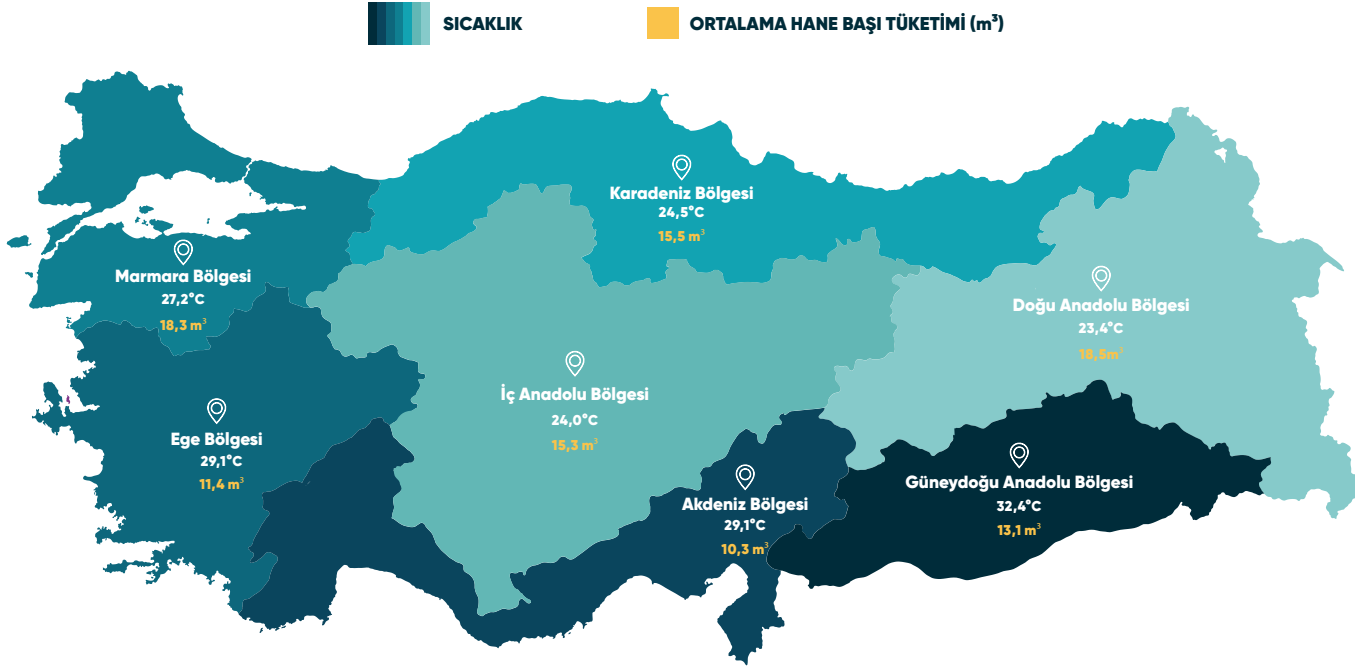 SICAKLIK
ORTALAMA HANE BAŞI TÜKETİMİ (m³)
Karadeniz Bölgesi
24,5°C
15,5 m³
Marmara Bölgesi
27,2°C
18,3 m³
Doğu Anadolu Bölgesi
23,4°C
18,5m³
İç Anadolu Bölgesi
24,0°C
15,3 m³
Ege Bölgesi
29,1°C
11,4 m³
Akdeniz Bölgesi
29,1°C
10,3 m³
Güneydoğu Anadolu Bölgesi
32,4°C
13,1 m³